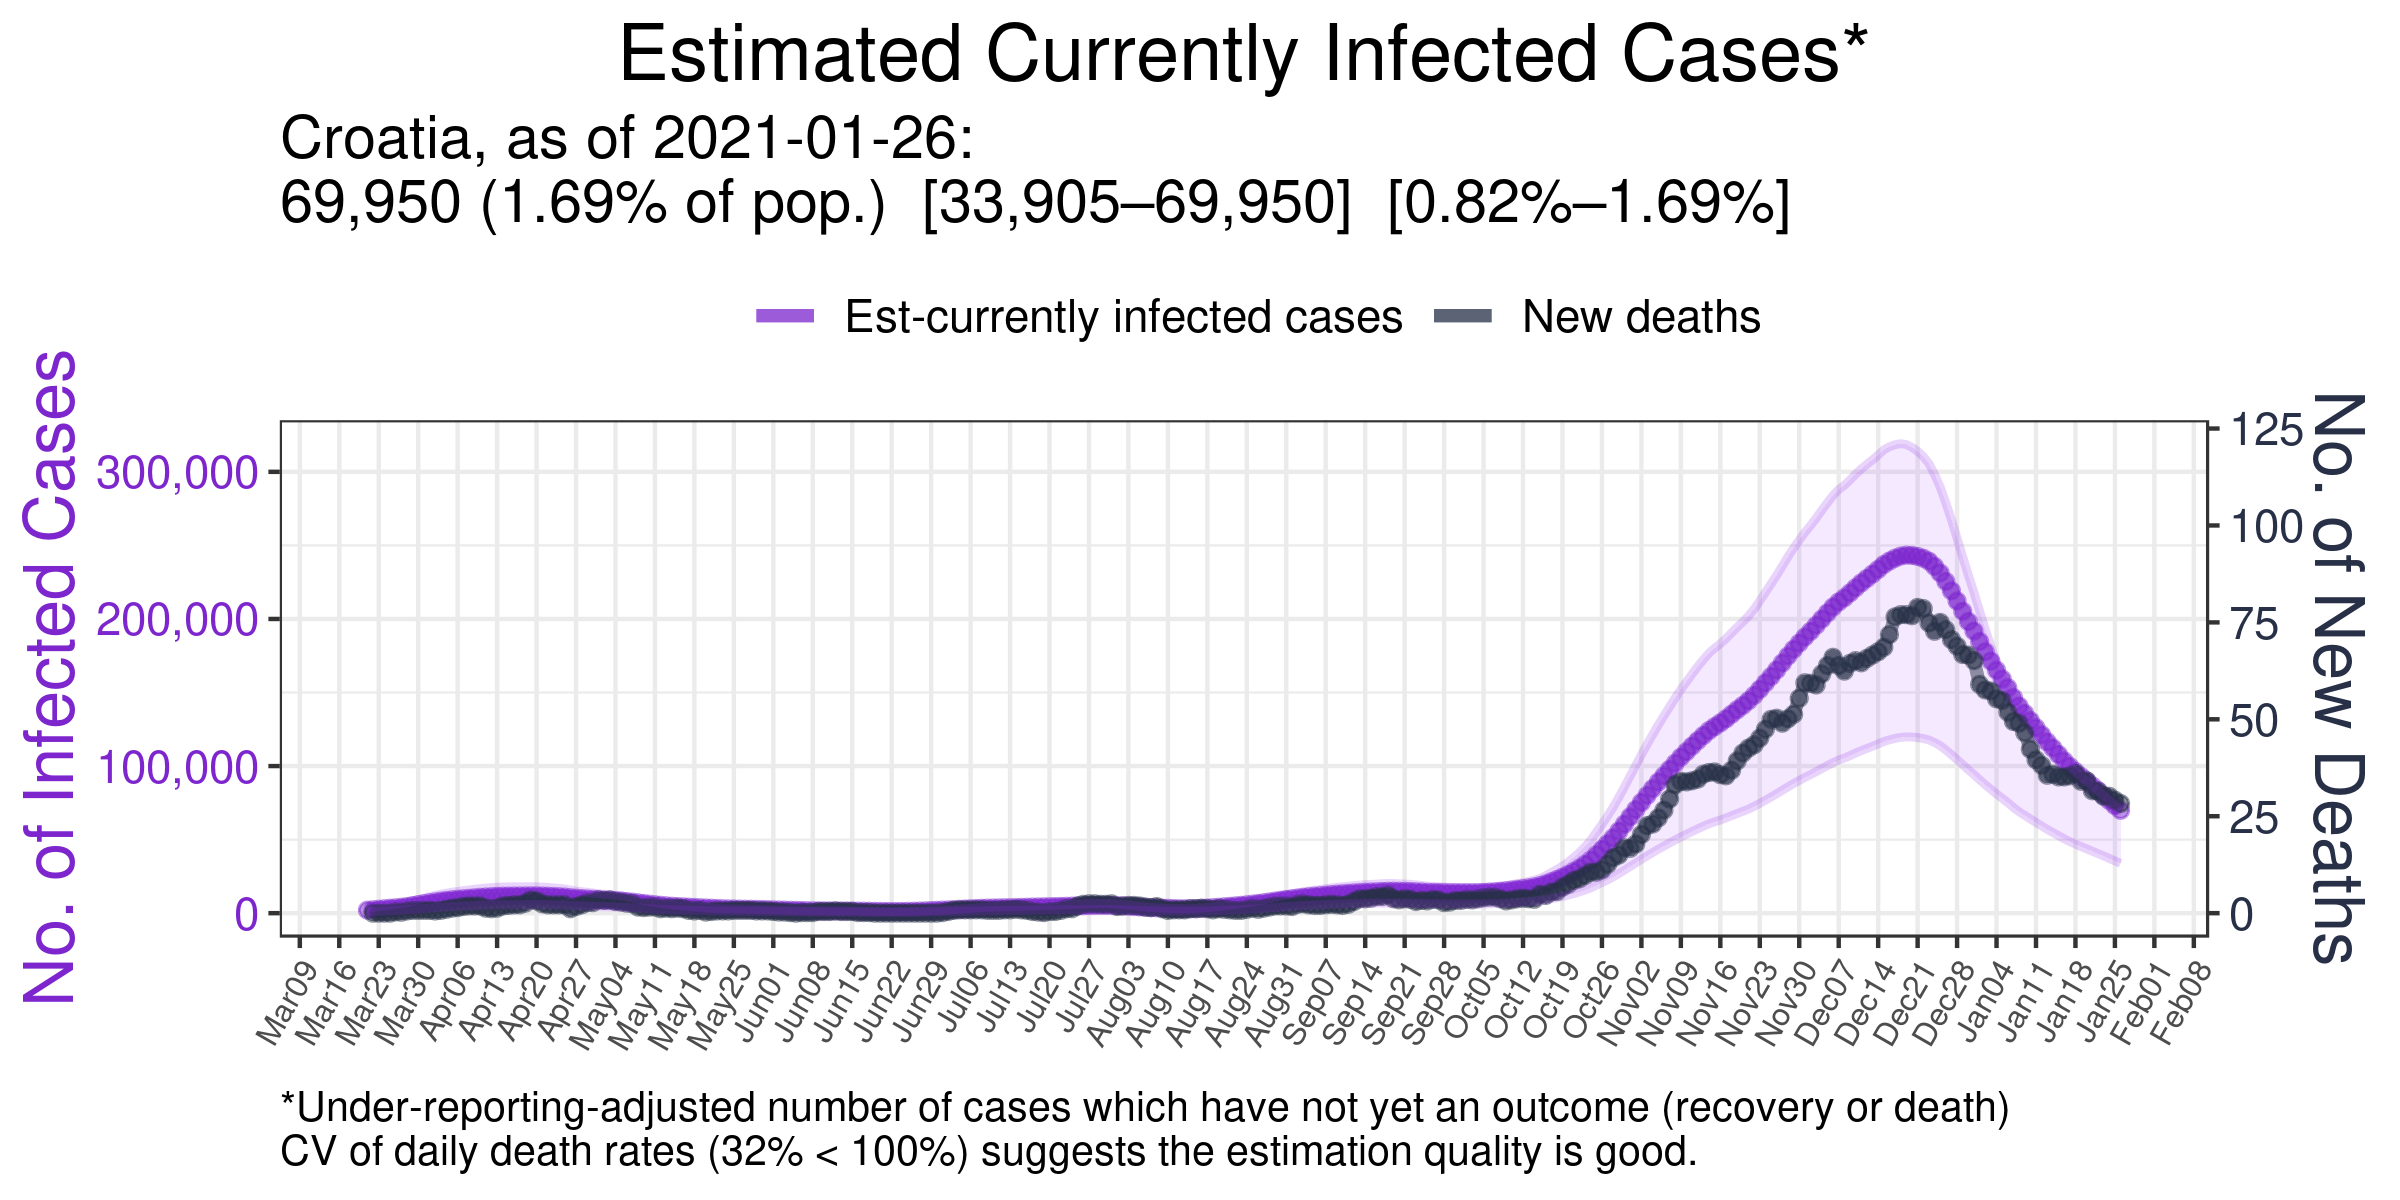 Estimated Currently Infected Cases*
Croatia, as of 2021-01-26:
69,950 (1.69% of pop.) [33,905–69,950] [0.82%–1.69%]
Est-currently infected cases
New deaths
No. of Infected Cases
300,000
200,000
100,000
0
125
100
75
50
25
0
No. of New Deaths
Mar09
Mar16
Mar23
Mar30
Apr06
Apr13
Apr20
Apr27
May04
May11
May18
May25
Jun01
Jun08
Jun15
Jun22
Jun29
Jul06
Jul13
Jul20
Jul27
Aug03
Aug10
Aug17
Aug24
Aug31
Sep07
Sep14
Sep21
Sep28
Oct05
Oct12
Oct19
Oct26
Nov02
Nov09
Nov16
Nov23
Nov30
Dec07
Dec14
Dec21
Dec28
Jan04
Jan11
Jan18
Jan25
Feb01
Feb08
*Under-reporting-adjusted number of cases which have not yet an outcome (recovery or death)
CV of daily death rates (32% < 100%) suggests the estimation quality is good.